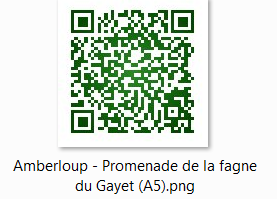 Amberloup - Promenade de la fagne
du Gayet (A5).png